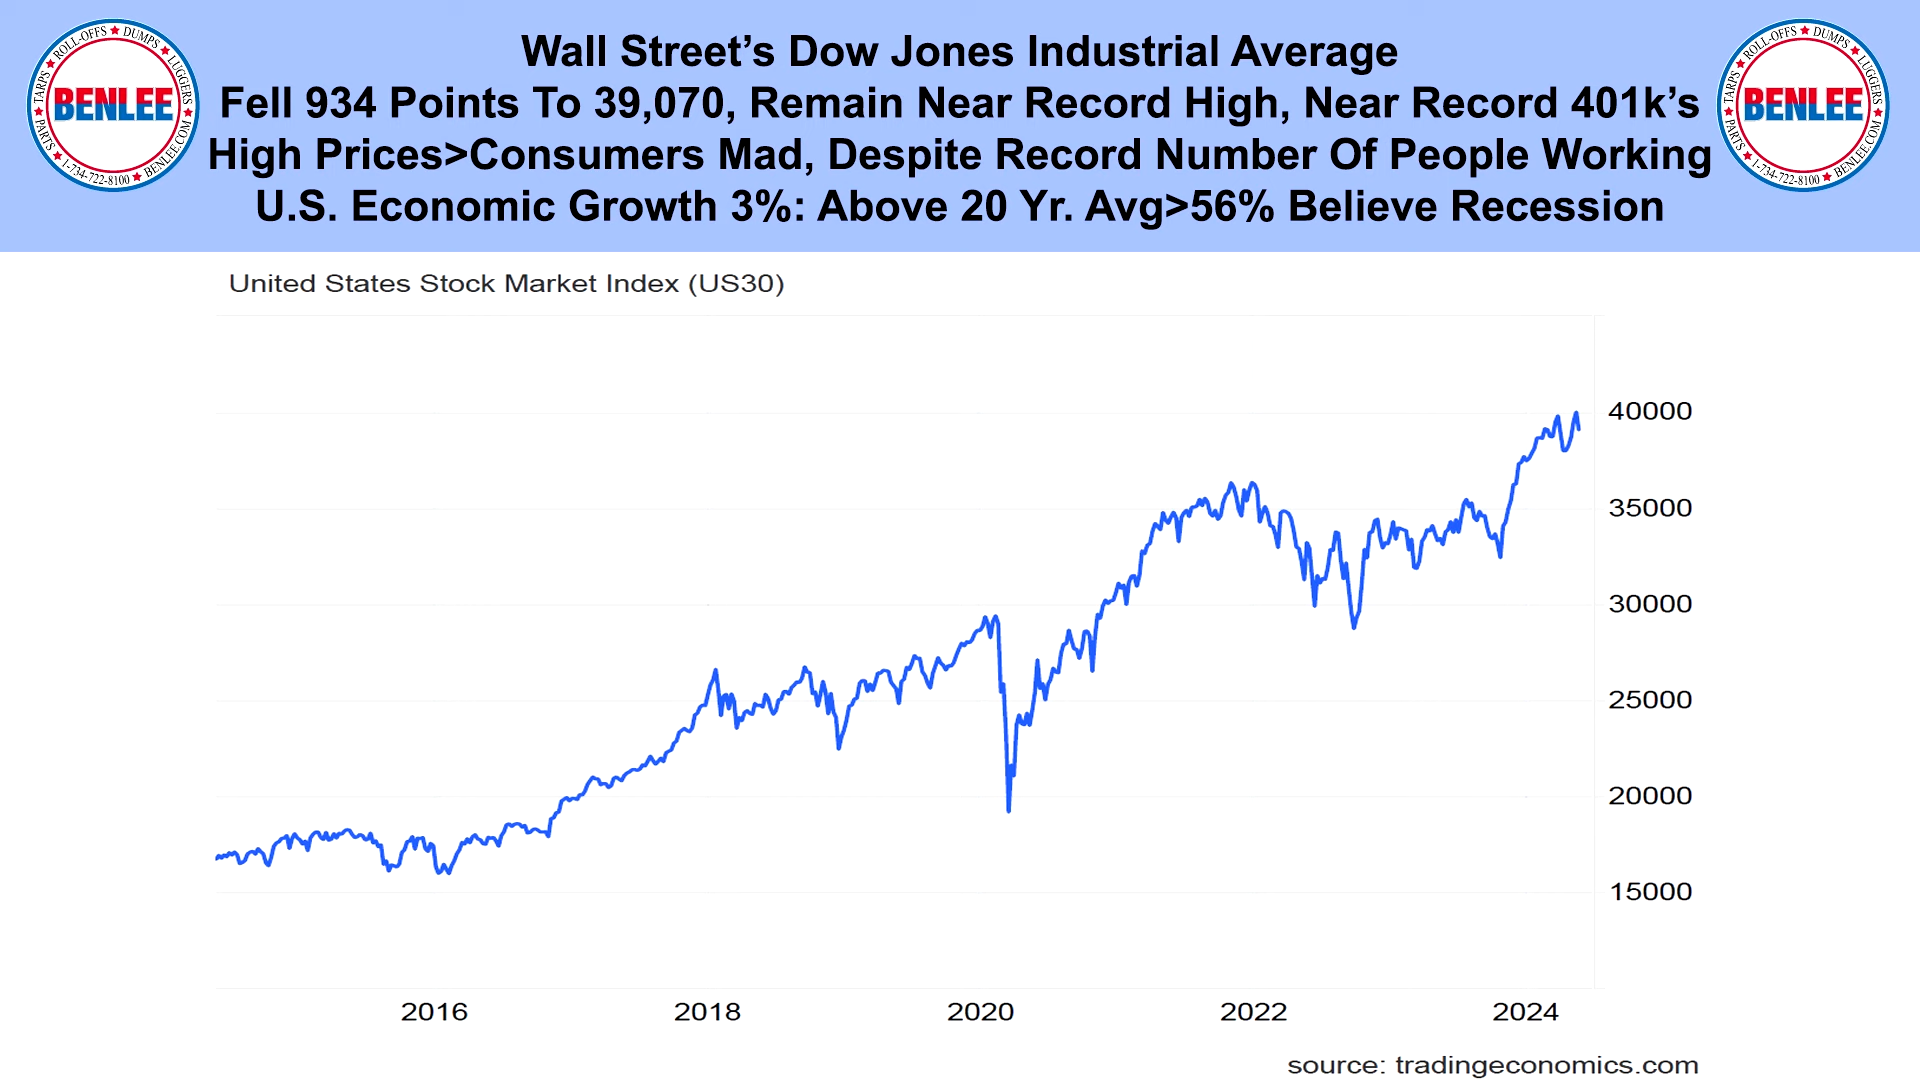 Wall Street’s Dow Jones Industrial Average
Fell 934 Points To 39,070, Remain Near Record High, Near Record 401k’s
High Prices>Consumers Mad, Despite Record Number Of People Working
U.S. Economic Growth 3%: Above 20 Yr. Avg>56% Believe Recession
TARPS ★ ROLL-OFFS ★ DUMPS ★ LUGGERS ★
BENLEE
PARTS ★ 1-734-722-8100 ★ BENLEE.COM
TARPS ★ ROLL-OFFS ★ DUMPS ★ LUGGERS ★
BENLEE
PARTS ★ 1-734-722-8100 ★ BENLEE.COM
United States Stock Market Index (US30)
40000
35000
30000
25000
20000
15000
2016 2018 2020 2022 2024
source: tradingeconomics.com